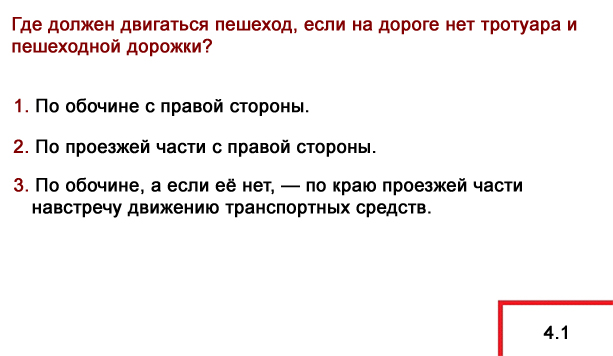 Где должен двигаться пешеход, если на дороге нет тротуара и
пешеходной дорожки?
1. По обочине с правой стороны.
2. По проезжей части с правой стороны.
3. По обочине, а если её нет, — по краю проезжей части
навстречу движению транспортных средств.
4.1